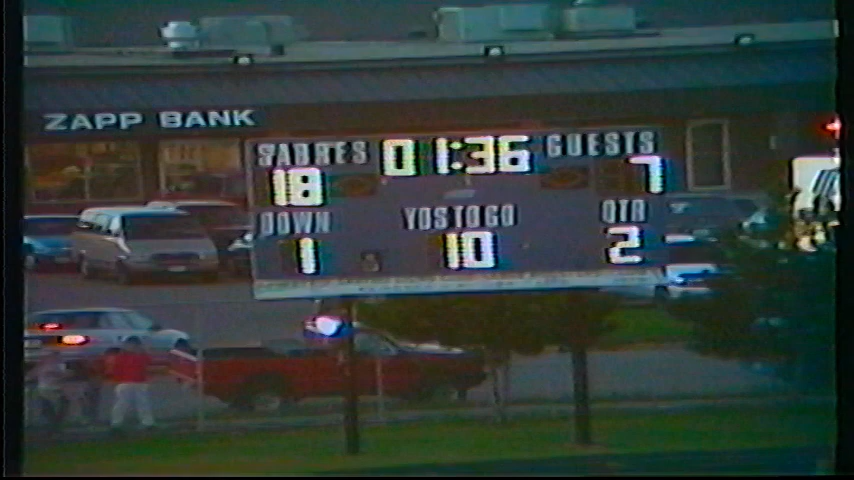 ZAPP BANK
SABRES 01:36 GUESTS
18 7
DOWN YDS TO GO QTR
1 10 2